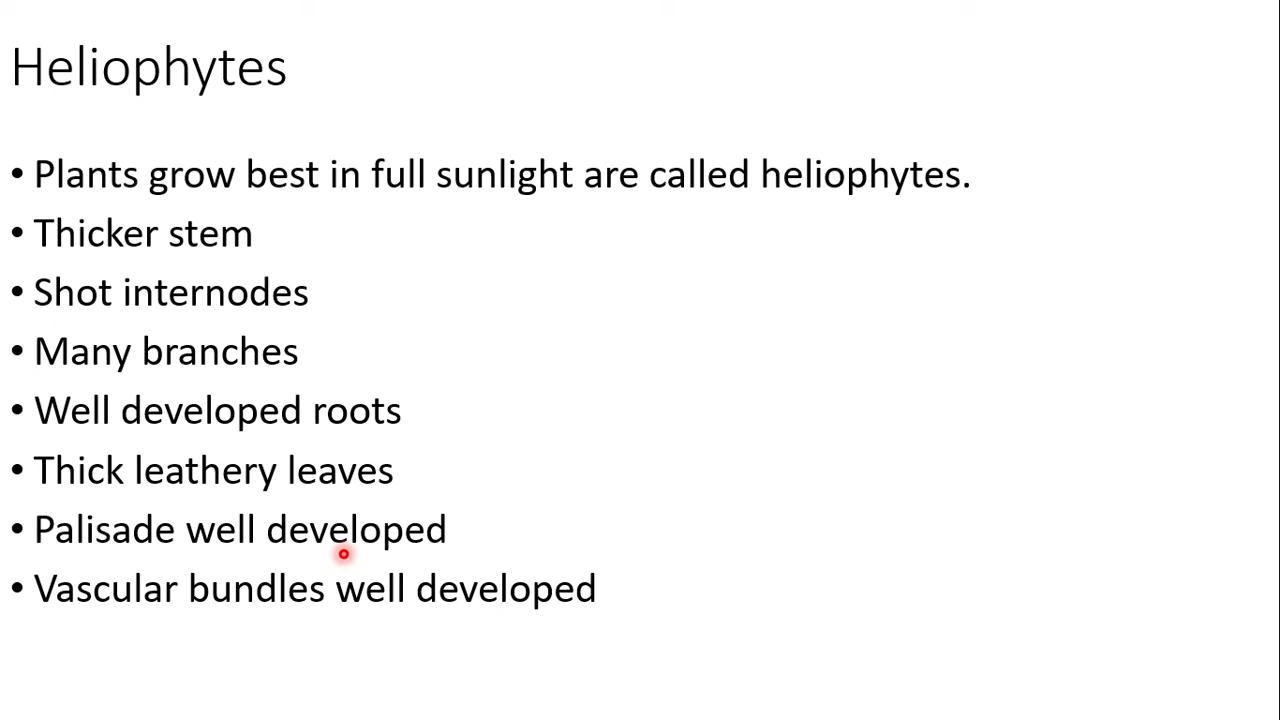 Heliophytes
• Plants grow best in full sunlight are called heliophytes.
• Thicker stem
• Shot internodes
• Many branches
• Well developed roots
• Thick leathery leaves
• Palisade well developed
• Vascular bundles well developed